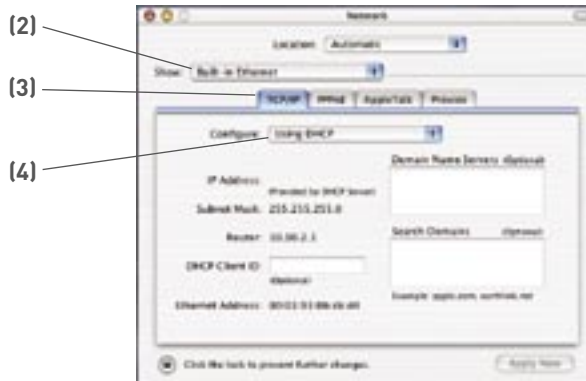 Network
Location: Automatic
(2)
Show: Built-in Ethernet
(3)
TCP/IP PPPoE AppleTalk Proxies
Configure: Using DHCP
(4)
Domain Name Servers (Optional)
IP Address:
(Provided by DHCP Server)
Subnet Mask: 255.255.255.0
Router:
Search Domains (Optional)
DHCP Client ID:
(Optional)
Ethernet Address:
Example: apple.com, earthlink.net
Click the lock to prevent further changes.
Apply Now